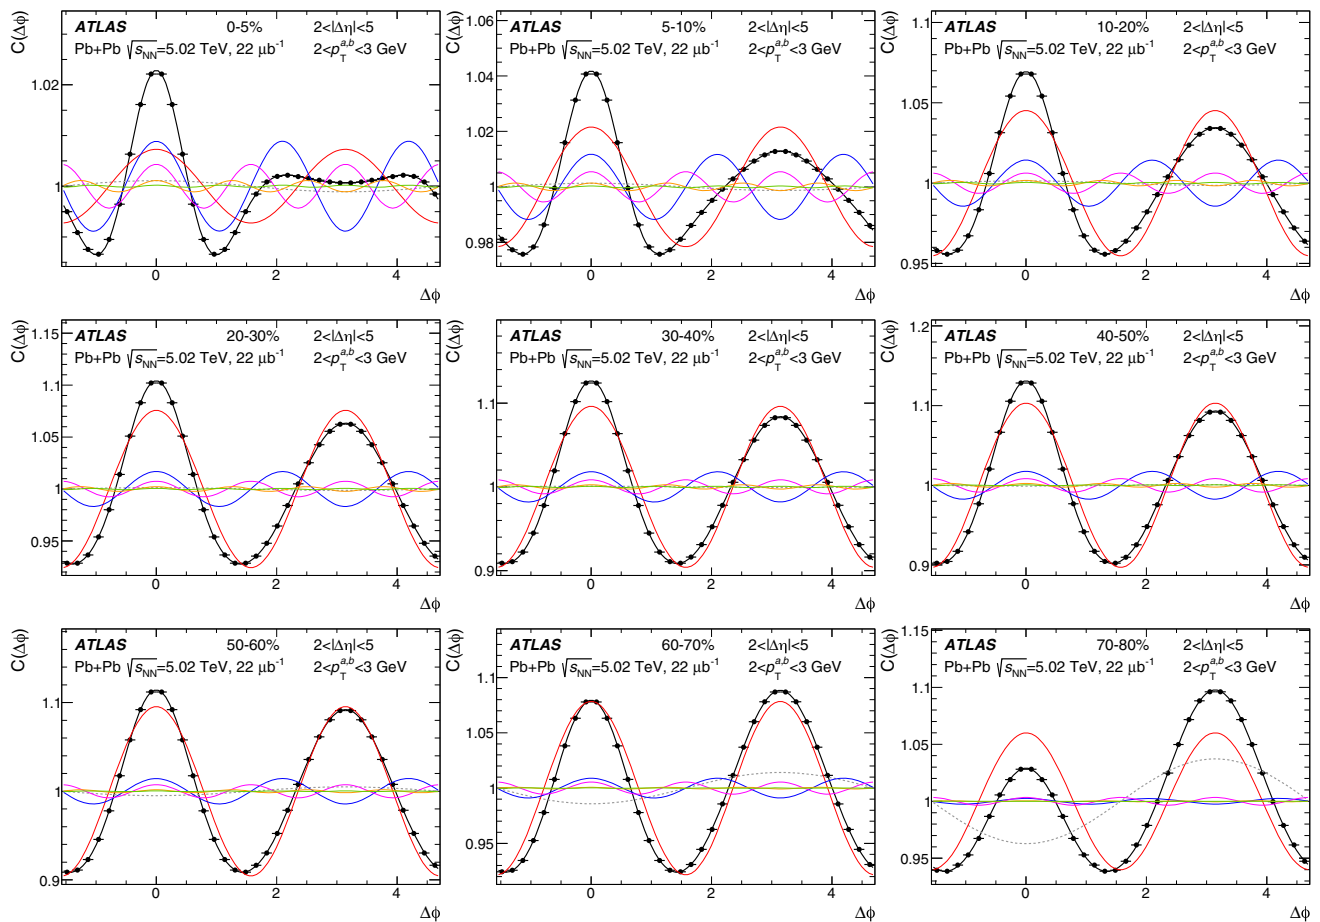 C(Δϕ)
ATLAS 0-5% 2<|Δη|<5
Pb+Pb √sNN=5.02 TeV, 22 μb-1 2<pTa,b<3 GeV
1.02
1
0 2 4
Δϕ
C(Δϕ)
1.06
ATLAS 5-10% 2<|Δη|<5
Pb+Pb √sNN=5.02 TeV, 22 μb-1 2<pTa,b<3 GeV
1.04
1.02
1
0.98
0 2 4
Δϕ
C(Δϕ)
1.1
ATLAS 10-20% 2<|Δη|<5
Pb+Pb √sNN=5.02 TeV, 22 μb-1 2<pTa,b<3 GeV
1.05
1
0.95
0 2 4
Δϕ
C(Δϕ)
1.15
ATLAS 20-30% 2<|Δη|<5
Pb+Pb √sNN=5.02 TeV, 22 μb-1 2<pTa,b<3 GeV
1.1
1.05
1
0.95
0 2 4
Δϕ
C(Δϕ)
ATLAS 30-40% 2<|Δη|<5
Pb+Pb √sNN=5.02 TeV, 22 μb-1 2<pTa,b<3 GeV
1.1
1
0.9
0 2 4
Δϕ
C(Δϕ)
1.2
ATLAS 40-50% 2<|Δη|<5
Pb+Pb √sNN=5.02 TeV, 22 μb-1 2<pTa,b<3 GeV
1.1
1
0.9
0 2 4
Δϕ
C(Δϕ)
ATLAS 50-60% 2<|Δη|<5
Pb+Pb √sNN=5.02 TeV, 22 μb-1 2<pTa,b<3 GeV
1.1
1
0.9
0 2 4
Δϕ
C(Δϕ)
ATLAS 60-70% 2<|Δη|<5
Pb+Pb √sNN=5.02 TeV, 22 μb-1 2<pTa,b<3 GeV
1.1
1.05
1
0.95
0 2 4
Δϕ
C(Δϕ)
1.15
ATLAS 70-80% 2<|Δη|<5
Pb+Pb √sNN=5.02 TeV, 22 μb-1 2<pTa,b<3 GeV
1.1
1.05
1
0.95
0 2 4
Δϕ